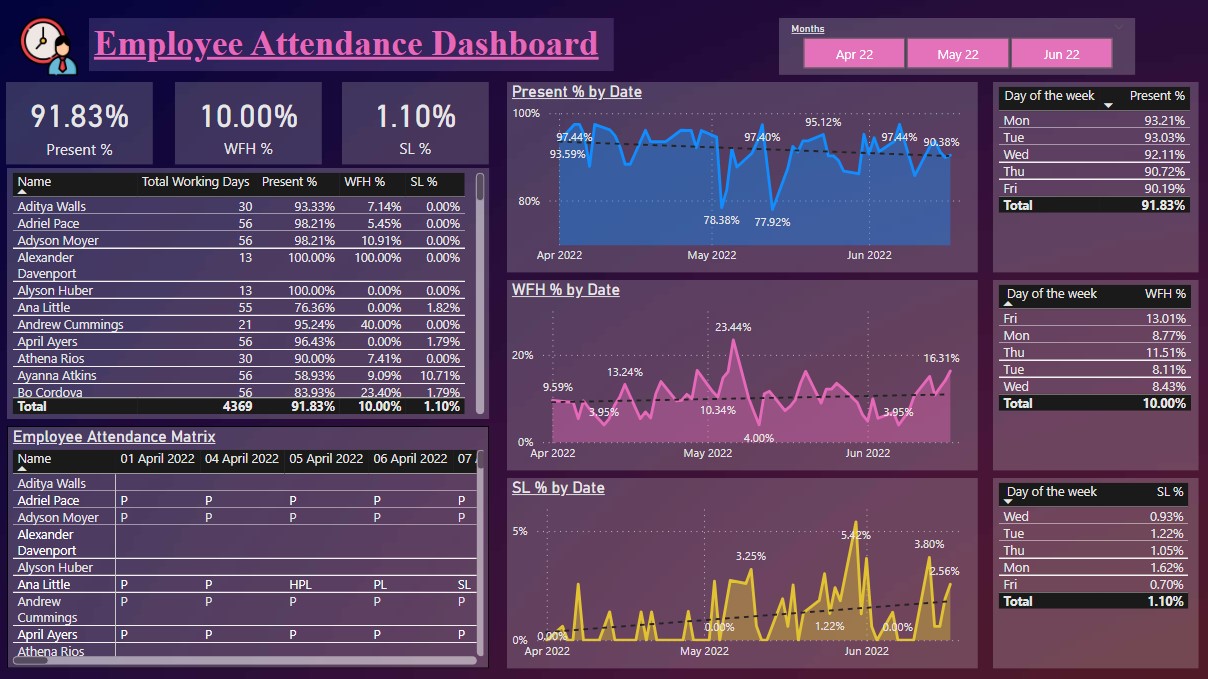 Employee Attendance Dashboard
Months
Apr 22 May 22 Jun 22
91.83%
Present %
10.00%
WFH %
1.10%
SL %
Name Total Working Days Present % WFH % SL %
Aditya Walls 30 93.33% 7.14% 0.00%
Adriel Pace 56 98.21% 5.45% 0.00%
Adyson Moyer 56 98.21% 10.91% 0.00%
Alexander 13 100.00% 100.00% 0.00%
Davenport
Alyson Huber 13 100.00% 0.00% 0.00%
Ana Little 55 76.36% 0.00% 1.82%
Andrew Cummings 21 95.24% 40.00% 0.00%
April Ayers 56 96.43% 0.00% 1.79%
Athena Rios 30 90.00% 7.41% 0.00%
Ayanna Atkins 56 58.93% 9.09% 10.71%
Bo Cordova 56 83.93% 23.40% 1.79%
Total 4369 91.83% 10.00% 1.10%
Employee Attendance Matrix
Name 01 April 2022 04 April 2022 05 April 2022 06 April 2022 07
Aditya Walls
Adriel Pace P P P P P
Adyson Moyer P P P P P
Alexander
Davenport
Alyson Huber
Ana Little P P HPL PL SL
Andrew P P P P P
Cummings
April Ayers P P P P P
Athena Rios
Present % by Date
100%
80%
97.44%
93.59%
78.38%
97.40%
77.92%
95.12%
97.44%
90.38%
Apr 2022 May 2022 Jun 2022
Day of the week Present %
Mon 93.21%
Tue 93.03%
Wed 92.11%
Thu 90.72%
Fri 90.19%
Total 91.83%
WFH % by Date
20%
0%
9.59%
3.95%
13.24%
10.34%
23.44%
4.00%
3.95%
16.31%
Apr 2022 May 2022 Jun 2022
Day of the week WFH %
Fri 13.01%
Mon 8.77%
Thu 11.51%
Tue 8.11%
Wed 8.43%
Total 10.00%
SL % by Date
5%
0%
0.00%
0.00%
3.25%
1.22%
5.42%
0.00%
3.80%
2.56%
Apr 2022 May 2022 Jun 2022
Day of the week SL %
Wed 0.93%
Tue 1.22%
Thu 1.05%
Mon 1.62%
Fri 0.70%
Total 1.10%